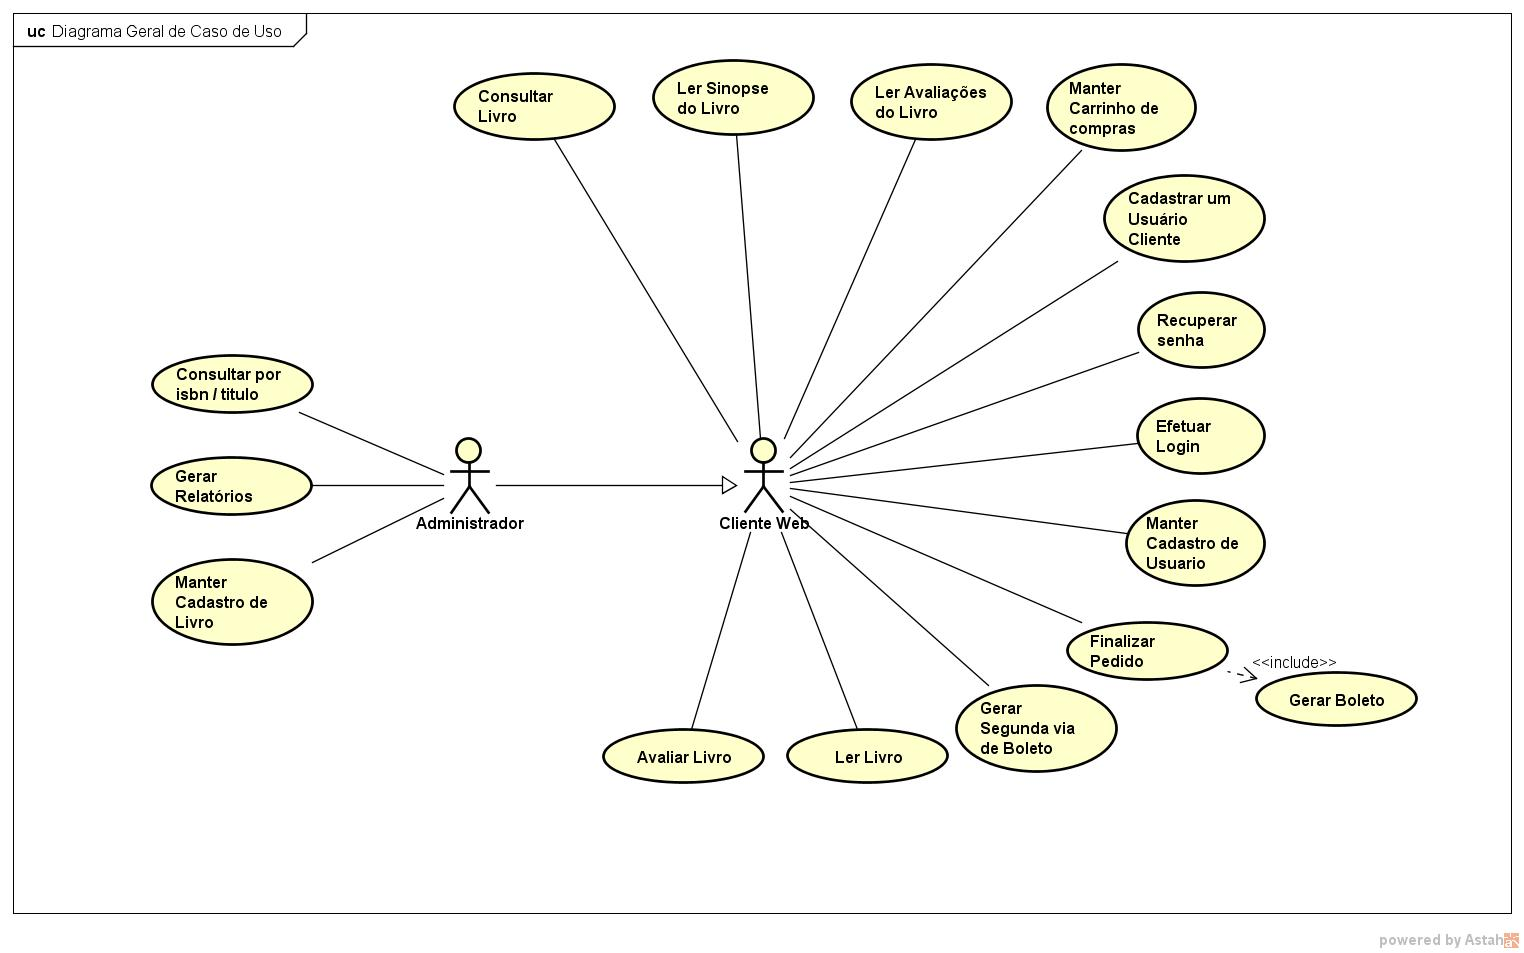 uc Diagrama Geral de Caso de Uso
Consultar
Livro
Ler Sinopse
do Livro
Ler Avaliações
do Livro
Manter
Carrinho de
compras
Cadastrar um
Usuário
Cliente
Recuperar
senha
Consultar por
isbn / titulo
Efetuar
Login
Gerar
Relatórios
Administrador
Cliente Web
Manter
Cadastro de
Usuario
Manter
Cadastro de
Livro
Finalizar
Pedido
<<include>>
Gerar Boleto
Gerar
Segunda via
de Boleto
Avaliar Livro
Ler Livro
powered by Astah